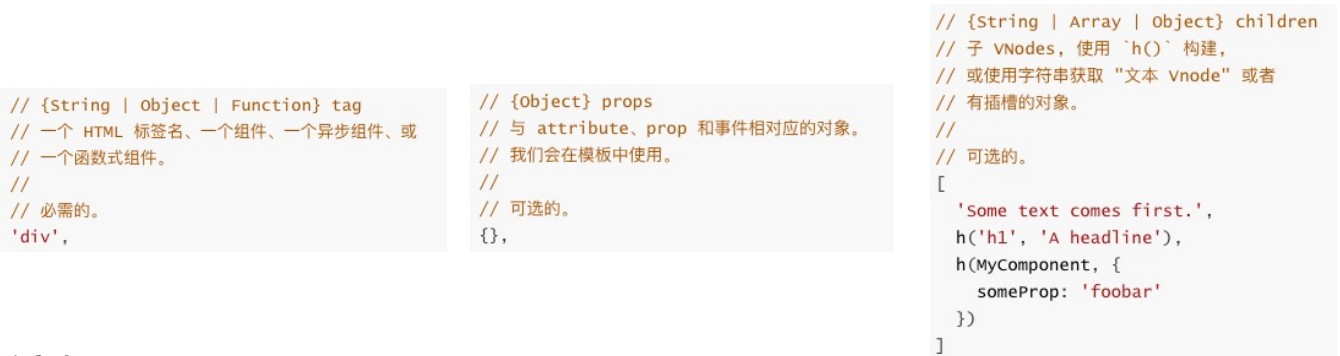 // {String | Object | Function} tag
// 一个 HTML 标签名、一个组件、一个异步组件、或
// 一个函数式组件。
//
// 必需的。
'div',
// {Object} props
// 与 attribute、prop 和事件相对应的对象。
// 我们会在模板中使用。
//
// 可选的。
{},
// {String | Array | Object} children
// 子 VNodes, 使用 `h()` 构建,
// 或使用字符串获取 "文本 Vnode" 或者
// 有插槽的对象。
//
// 可选的。
[
  'Some text comes first.',
  h('h1', 'A headline'),
  h(MyComponent, {
    someProp: 'foobar'
  })
]